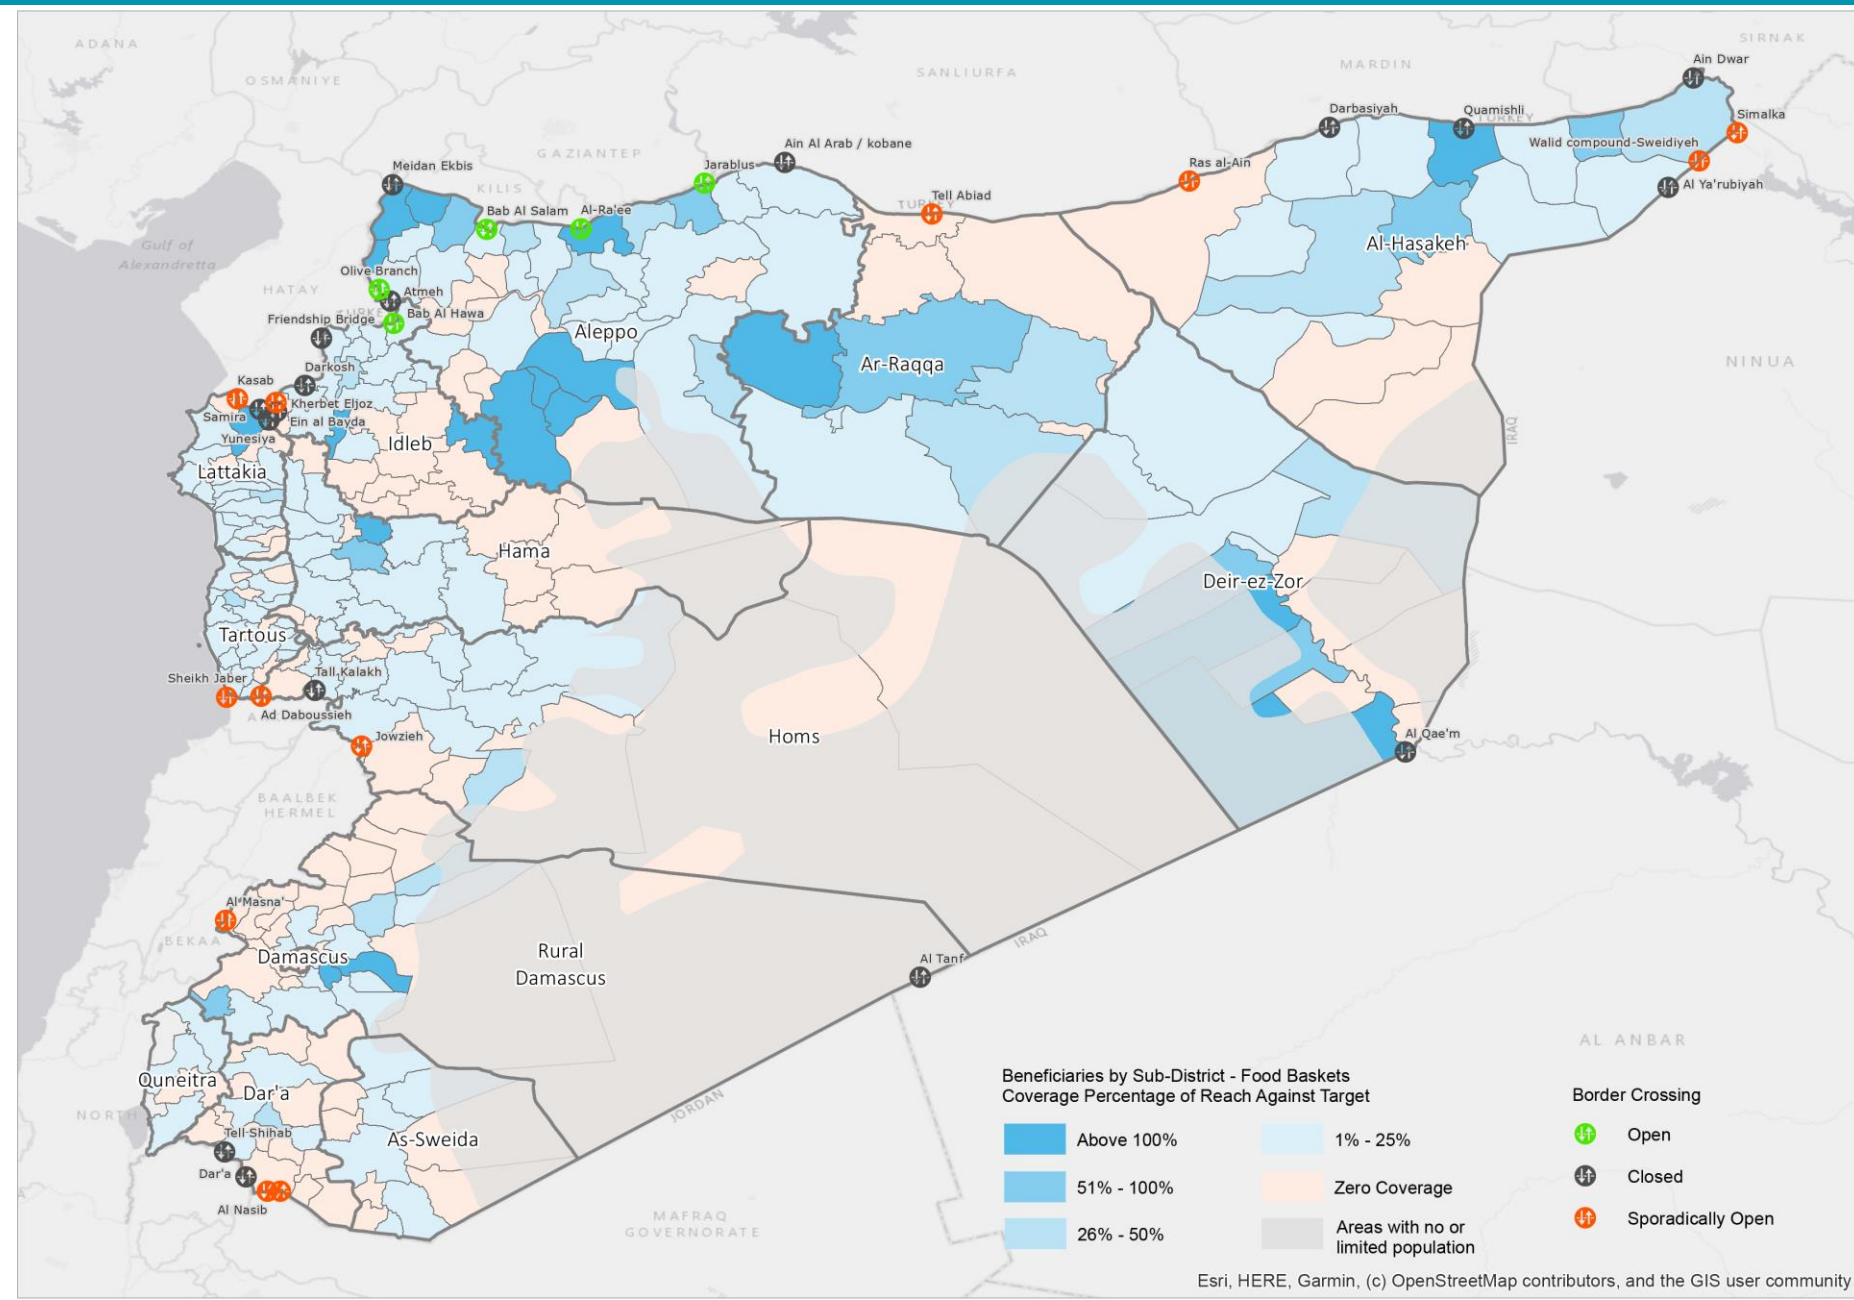 ADANA
OSMANIYE
SANLIURFA
MARDIN
SIRNAK
Ain Dwar
Simalka
Darbasiyah
Quamishli
TURKEY
Walid compound-Sweidiyeh
Al Ya'rubiyah
Ain Al Arab / kobane
GAZIANTEP
Jarablus
Ras al-Ain
Meidan Ekbis
KILIS
Tell Abiad
TURKEY
Bab Al Salam
Al-Ra'ee
Al-Hasakeh
Gulf of
Alexandretta
Olive Branch
HATAY
Atmeh
Bab Al Hawa
Friendship Bridge
Aleppo
Ar-Raqqa
NINUA
Darkosh
Kasab
Kherbet Eljoz
Samira
Ein al Bayda
Yunesiya
Idleb
IRAQ
Lattakia
Hama
Deir-ez-Zor
Tartous
Sheikh Jaber
Tall Kalakh
Ad Daboussieh
Jowzieh
Homs
Al Qae'm
BAALBEK
HERMEL
Al Masna'
BEKAA
Damascus
Rural
Damascus
Al Tanf
IRAQ
AL ANBAR
Quneitra
Dar'a
NORTH
JORDAN
Tell Shihab
As-Sweida
Dar'a
Al Nasib
MAFRAQ
GOVERNORATE
Beneficiaries by Sub-District - Food Baskets
Coverage Percentage of Reach Against Target
Above 100%
51% - 100%
26% - 50%
1% - 25%
Zero Coverage
Areas with no or
limited population
Border Crossing
Open
Closed
Sporadically Open
Esri, HERE, Garmin, (c) OpenStreetMap contributors, and the GIS user community